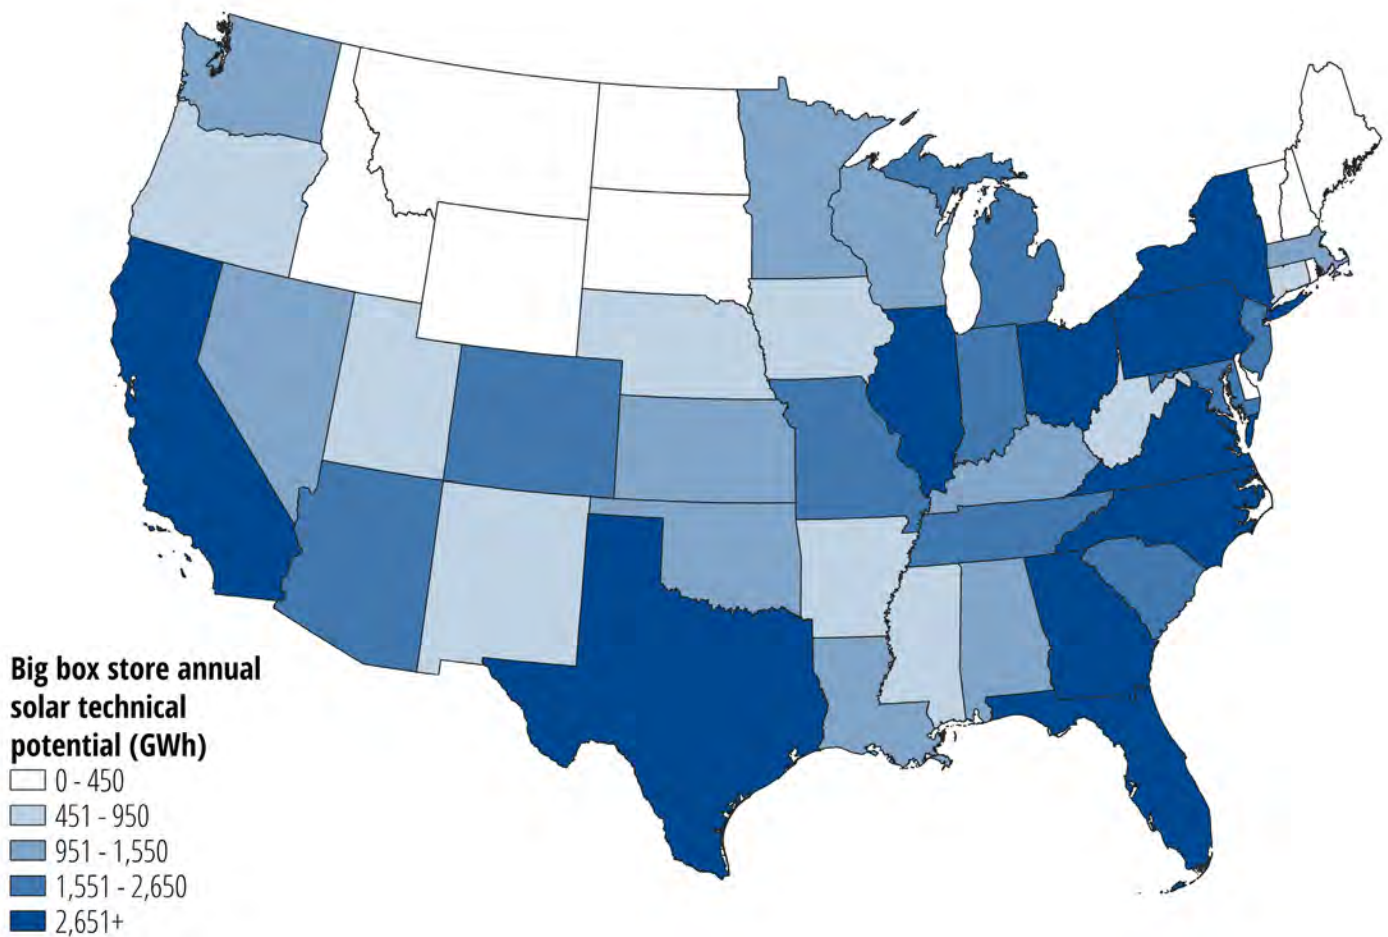 Big box store annual
solar technical
potential (GWh)
0 - 450
451 - 950
951 - 1,550
1,551 - 2,650
2,651+